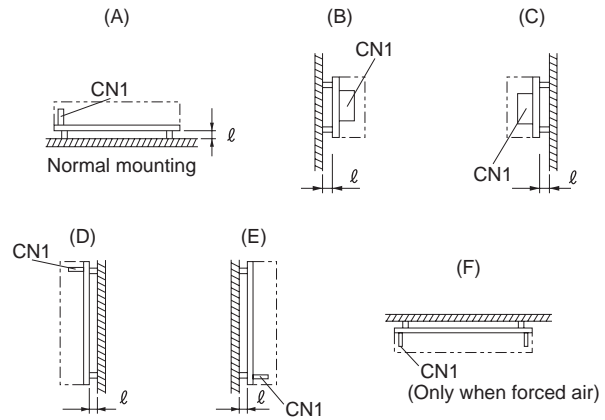 (A)
CN1
ℓ
Normal mounting
(B)
CN1
ℓ
(C)
CN1
ℓ
(D)
CN1
ℓ
(E)
CN1
ℓ
(F)
CN1
(Only when forced air)